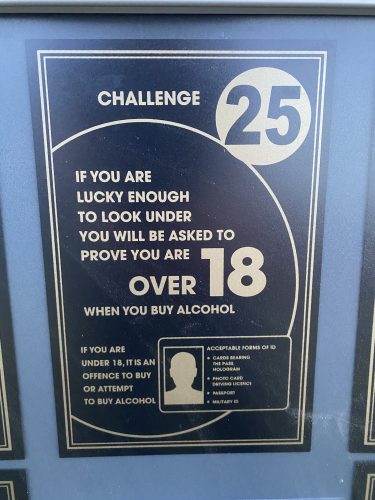 CHALLENGE 25
IF YOU ARE
LUCKY ENOUGH
TO LOOK UNDER
YOU WILL BE ASKED TO
PROVE YOU ARE
OVER 18
WHEN YOU BUY ALCOHOL
IF YOU ARE
UNDER 18, IT IS AN
OFFENCE TO BUY
OR ATTEMPT
TO BUY ALCOHOL
ACCEPTABLE FORMS OF ID
• CARDS BEARING
THE PASS
HOLOGRAM
• PHOTO CARD
DRIVING LICENCE
• PASSPORT
• MILITARY ID